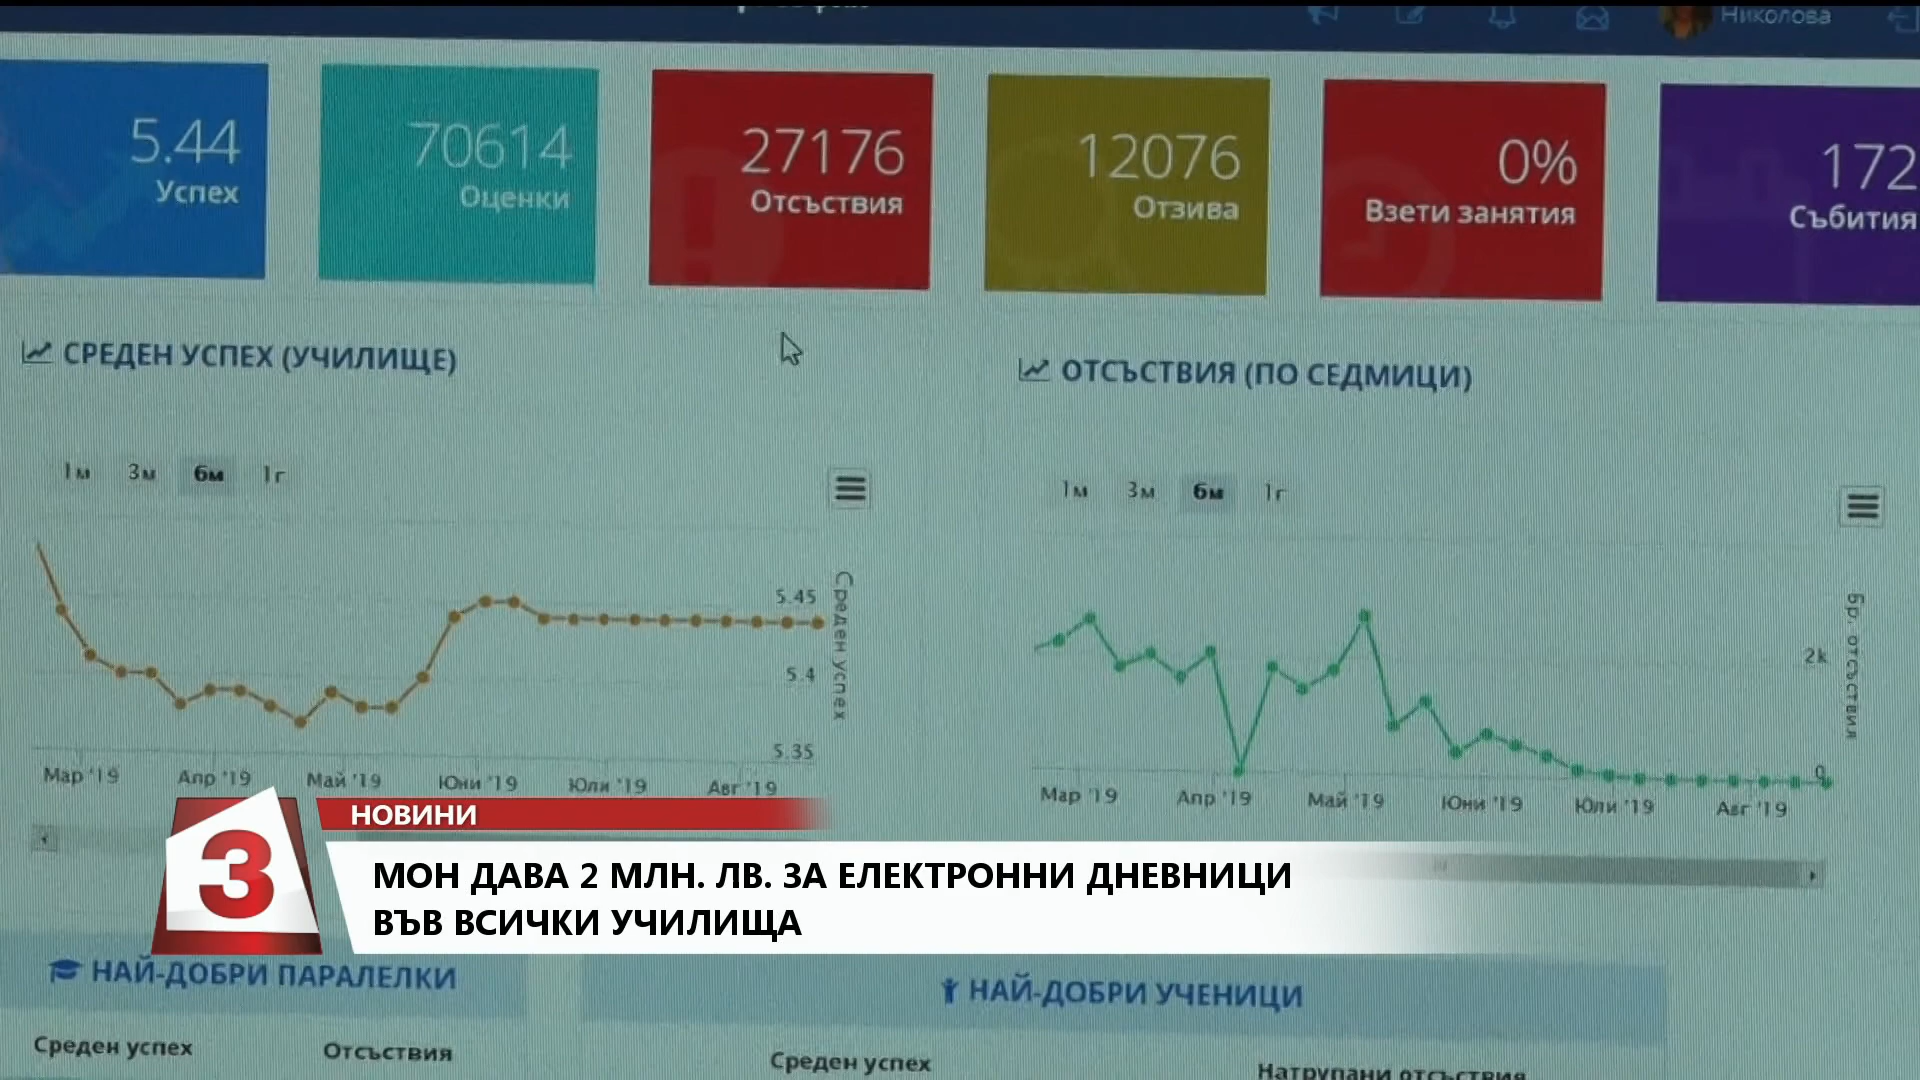 Николова
5.44
Успех
70614
Оценки
27176
Отсъствия
12076
Отзива
0%
Взети занятия
172
Събития
СРЕДЕН УСПЕХ (УЧИЛИЩЕ)
1м 3м 6м 1г
5.45
5.4
5.35
Среден успех
Мар '19 Апр '19 Май '19 Юни '19 Юли '19 Авг '19
ОТСЪСТВИЯ (ПО СЕДМИЦИ)
1м 3м 6м 1г
2k
0
Бр. отсъствия
Мар '19 Апр '19 Май '19 Юни '19 Юли '19 Авг '19
3
НОВИНИ
МОН ДАВА 2 МЛН. ЛВ. ЗА ЕЛЕКТРОННИ ДНЕВНИЦИ
ВЪВ ВСИЧКИ УЧИЛИЩА
НАЙ-ДОБРИ ПАРАЛЕЛКИ
Среден успех Отсъствия
НАЙ-ДОБРИ УЧЕНИЦИ
Среден успех Натрупани отсъствия